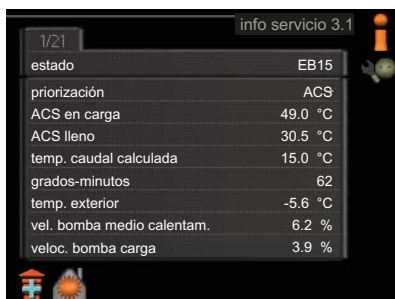 info servicio 3.1
1/21
estado EB15
priorización ACS
ACS en carga 49.0 °C
ACS lleno 30.5 °C
temp. caudal calculada 15.0 °C
grados-minutos 62
temp. exterior -5.6 °C
vel. bomba medio calentam. 6.2 %
veloc. bomba carga 3.9 %